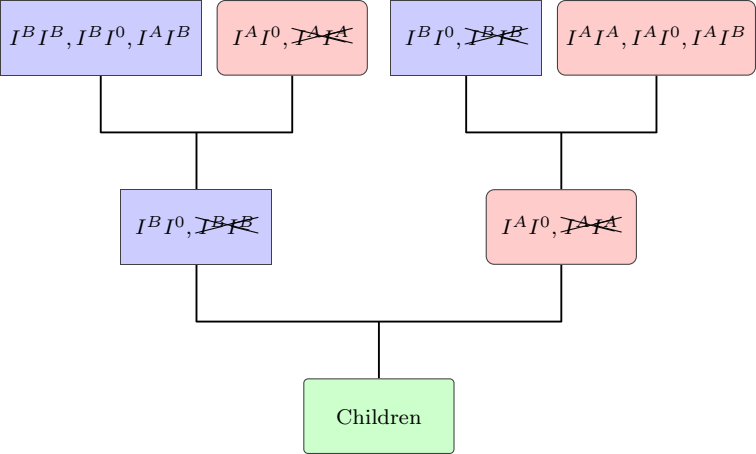 I^B I^B, I^B I^0, I^A I^B
I^A I^0, I^A I^A
I^B I^0, I^B I^B
I^A I^A, I^A I^0, I^A I^B
I^B I^0, I^B I^B
I^A I^0, I^A I^A
Children